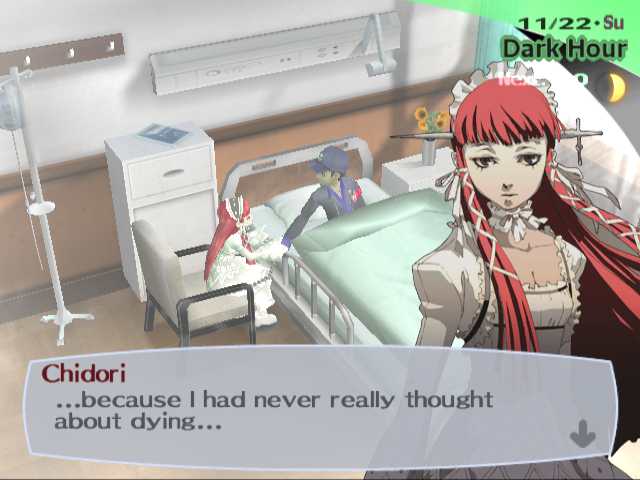 11/22・Su
Dark Hour
Chidori
...because I had never really thought
about dying...